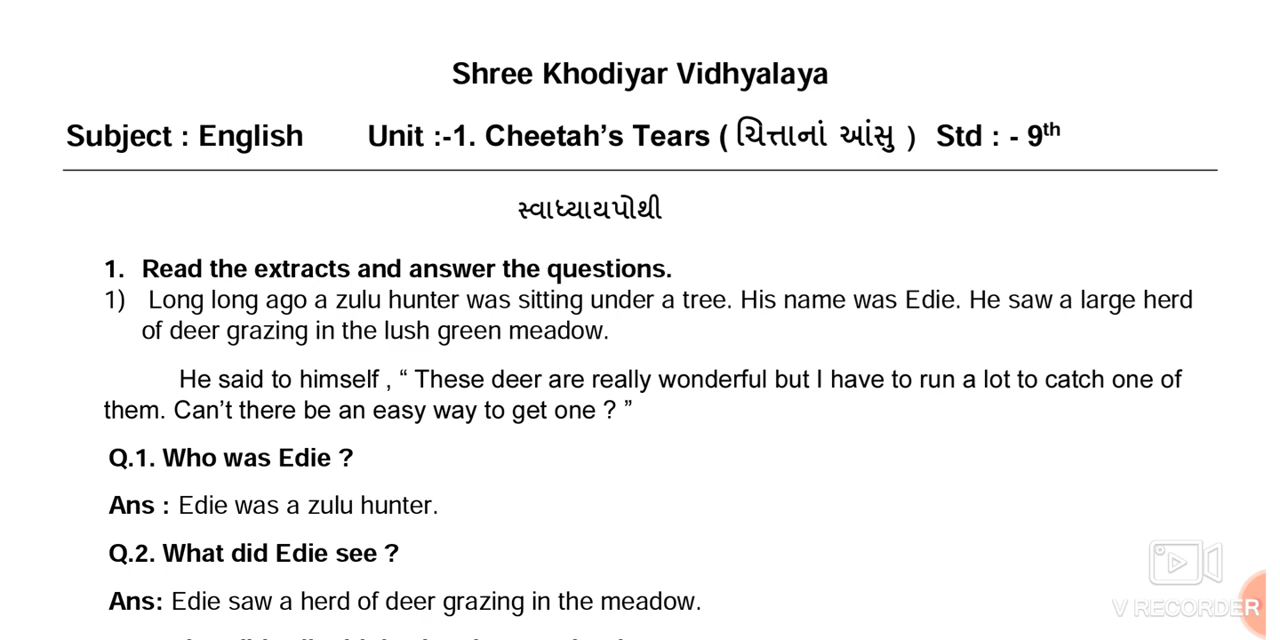 Shree Khodiyar Vidhyalaya
Subject : English Unit :-1. Cheetah's Tears ( ચિત્તાનાં આંસુ ) Std : - 9th
સ્વાધ્યાયપોથી
1. Read the extracts and answer the questions.
1) Long long ago a zulu hunter was sitting under a tree. His name was Edie. He saw a large herd
of deer grazing in the lush green meadow.
He said to himself , “ These deer are really wonderful but I have to run a lot to catch one of
them. Can't there be an easy way to get one ? ”
Q.1. Who was Edie ?
Ans : Edie was a zulu hunter.
Q.2. What did Edie see ?
Ans: Edie saw a herd of deer grazing in the meadow.
V RECORDER